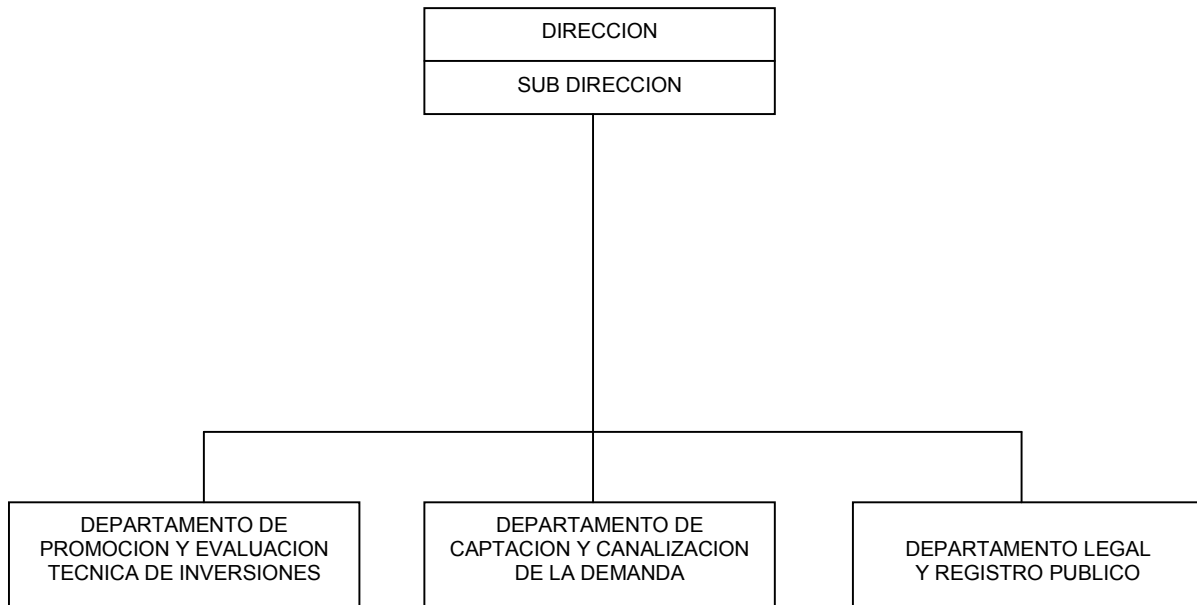 DIRECCION
SUB DIRECCION
DEPARTAMENTO DE
PROMOCION Y EVALUACION
TECNICA DE INVERSIONES
DEPARTAMENTO DE
CAPTACION Y CANALIZACION
DE LA DEMANDA
DEPARTAMENTO LEGAL
Y REGISTRO PUBLICO